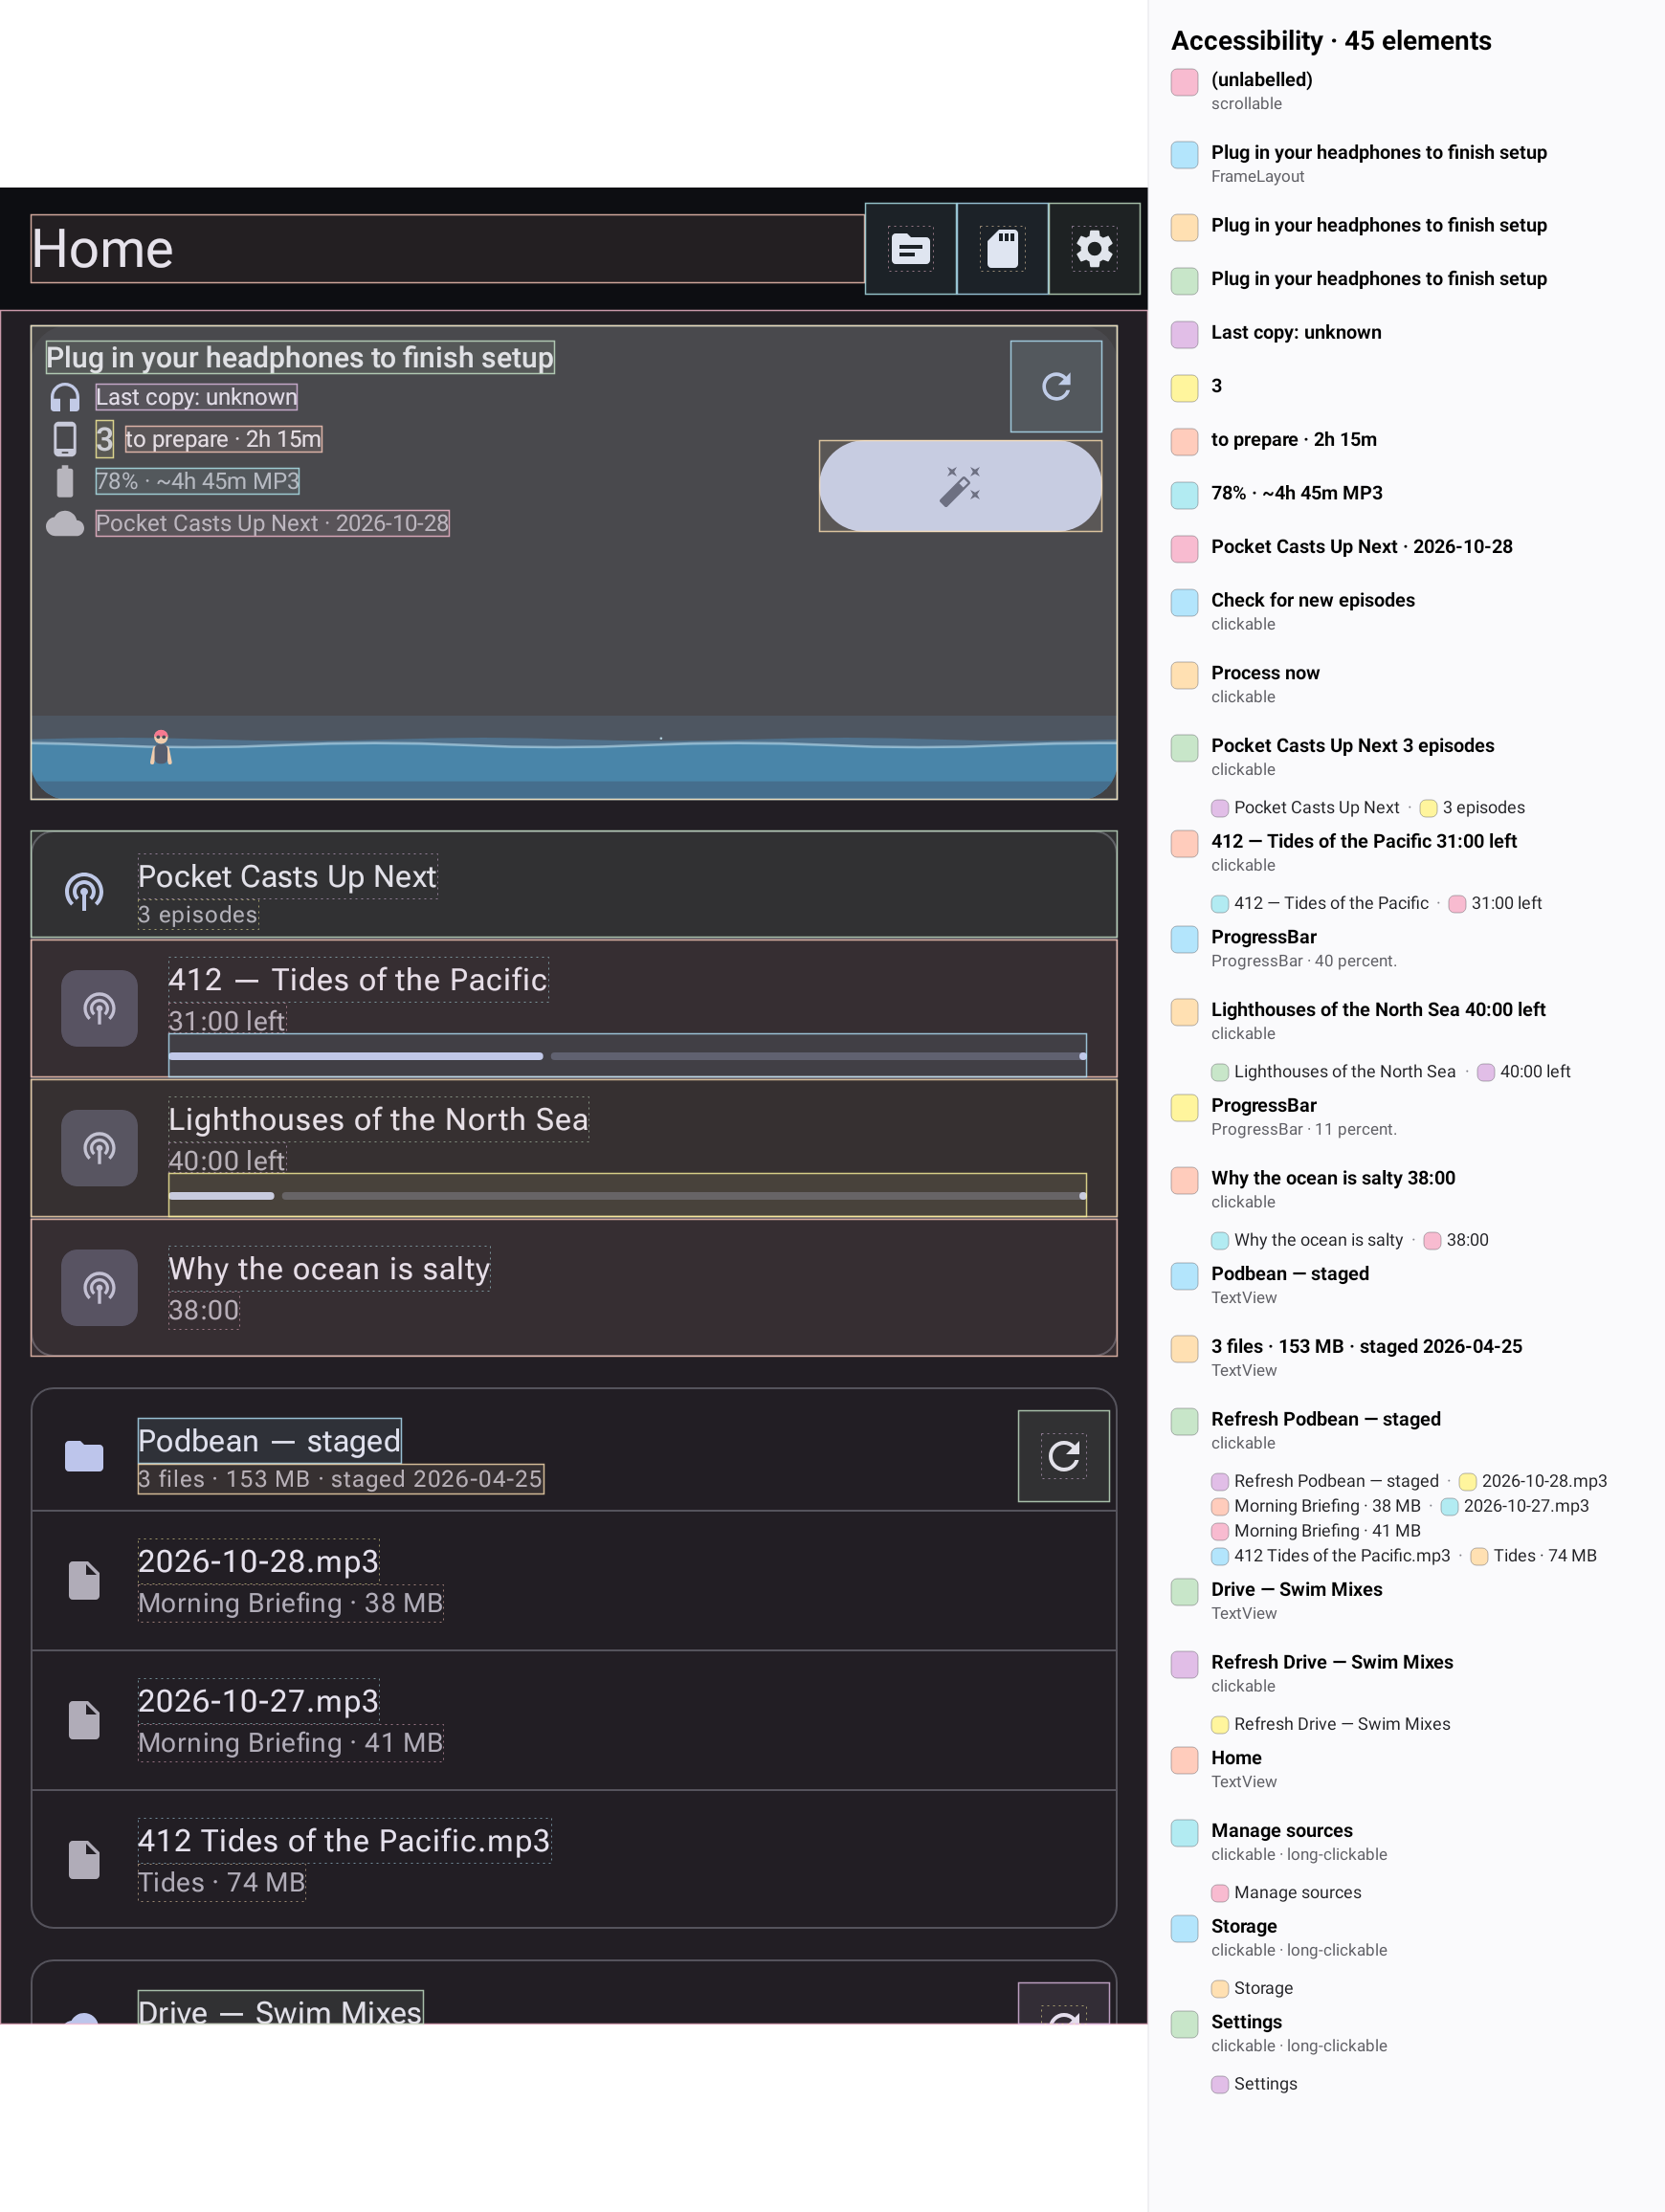 Home
Plug in your headphones to finish setup
Last copy: unknown
3 to prepare · 2h 15m
78% · ~4h 45m MP3
Pocket Casts Up Next · 2026-10-28
Pocket Casts Up Next
3 episodes
412 — Tides of the Pacific
31:00 left
Lighthouses of the North Sea
40:00 left
Why the ocean is salty
38:00
Podbean — staged
3 files · 153 MB · staged 2026-04-25
2026-10-28.mp3
Morning Briefing · 38 MB
2026-10-27.mp3
Morning Briefing · 41 MB
412 Tides of the Pacific.mp3
Tides · 74 MB
Drive — Swim Mixes
Accessibility · 45 elements
(unlabelled)
scrollable
Plug in your headphones to finish setup
FrameLayout
Plug in your headphones to finish setup
Plug in your headphones to finish setup
Last copy: unknown
3
to prepare · 2h 15m
78% · ~4h 45m MP3
Pocket Casts Up Next · 2026-10-28
Check for new episodes
clickable
Process now
clickable
Pocket Casts Up Next 3 episodes
clickable
Pocket Casts Up Next · 3 episodes
412 — Tides of the Pacific 31:00 left
clickable
412 — Tides of the Pacific · 31:00 left
ProgressBar
ProgressBar · 40 percent.
Lighthouses of the North Sea 40:00 left
clickable
Lighthouses of the North Sea · 40:00 left
ProgressBar
ProgressBar · 11 percent.
Why the ocean is salty 38:00
clickable
Why the ocean is salty · 38:00
Podbean — staged
TextView
3 files · 153 MB · staged 2026-04-25
TextView
Refresh Podbean — staged
clickable
Refresh Podbean — staged · 2026-10-28.mp3
Morning Briefing · 38 MB · 2026-10-27.mp3
Morning Briefing · 41 MB
412 Tides of the Pacific.mp3 · Tides · 74 MB
Drive — Swim Mixes
TextView
Refresh Drive — Swim Mixes
clickable
Refresh Drive — Swim Mixes
Home
TextView
Manage sources
clickable · long-clickable
Manage sources
Storage
clickable · long-clickable
Storage
Settings
clickable · long-clickable
Settings